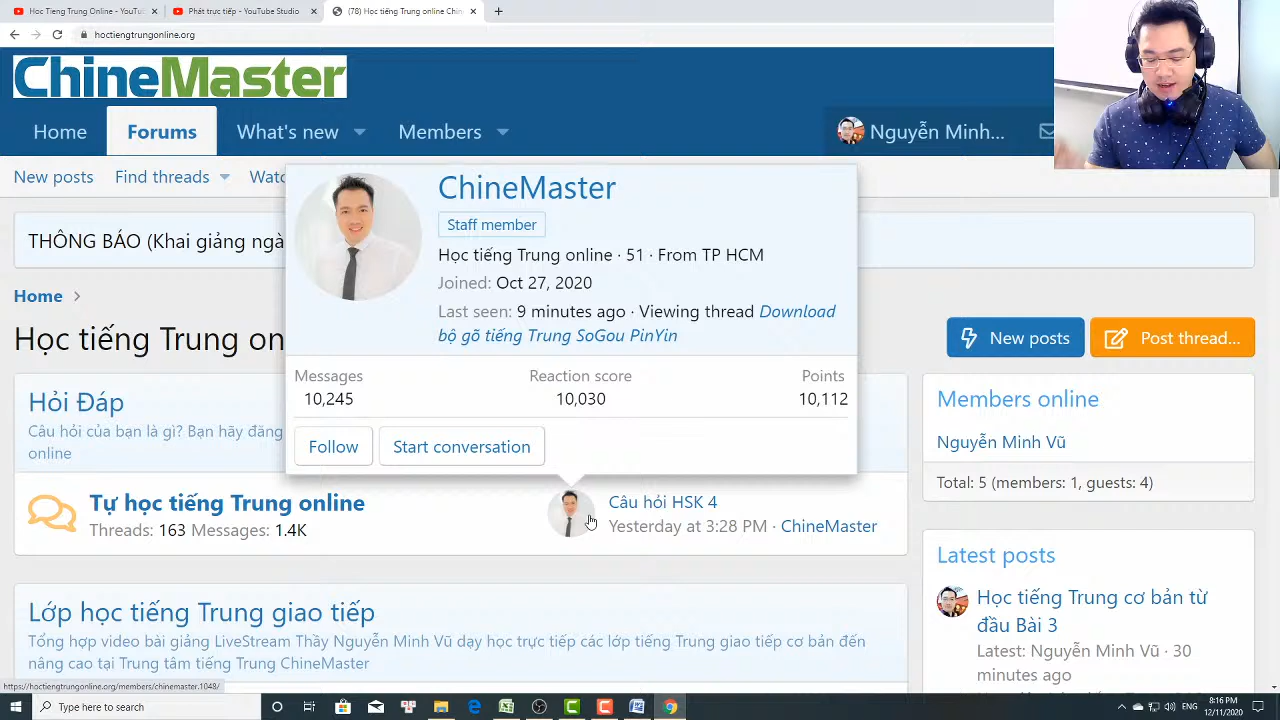 Hoc Tieng Trung Online - YouTu
Phát trực tiếp - YouTube Studio
(78) Học tiếng Trung online Chin
hoctiengtrungonline.org
ChineMaster
Home
Forums
What's new
Members
Nguyễn Minh...
New posts
Find threads
THÔNG BÁO (Khai giảng ngà
ChineMaster
Staff member
Học tiếng Trung online · 51 · From TP HCM
Joined: Oct 27, 2020
Last seen: 9 minutes ago · Viewing thread Download
bộ gõ tiếng Trung SoGou PinYin
Messages
Reaction score
Points
10,245
10,030
10,112
Follow
Start conversation
Home
Học tiếng Trung on
New posts
Post thread...
Hỏi Đáp
Câu hỏi của bạn là gì? Bạn hãy đăng
online
Tự học tiếng Trung online
Threads: 163 Messages: 1.4K
Câu hỏi HSK 4
Yesterday at 3:28 PM · ChineMaster
Lớp học tiếng Trung giao tiếp
Tổng hợp video bài giảng LiveStream Thầy Nguyễn Minh Vũ dạy học trực tiếp các lớp tiếng Trung giao tiếp cơ bản đến
nâng cao tại Trung tâm tiếng Trung ChineMaster
Members online
Nguyễn Minh Vũ
Total: 5 (members: 1, guests: 4)
Latest posts
Học tiếng Trung cơ bản từ
đầu Bài 3
Latest: Nguyễn Minh Vũ · 30
minutes ago
https://hoctiengtrungonline.org/members/chinemaster.1048/
Type here to search
ENG
8:16 PM
12/11/2020